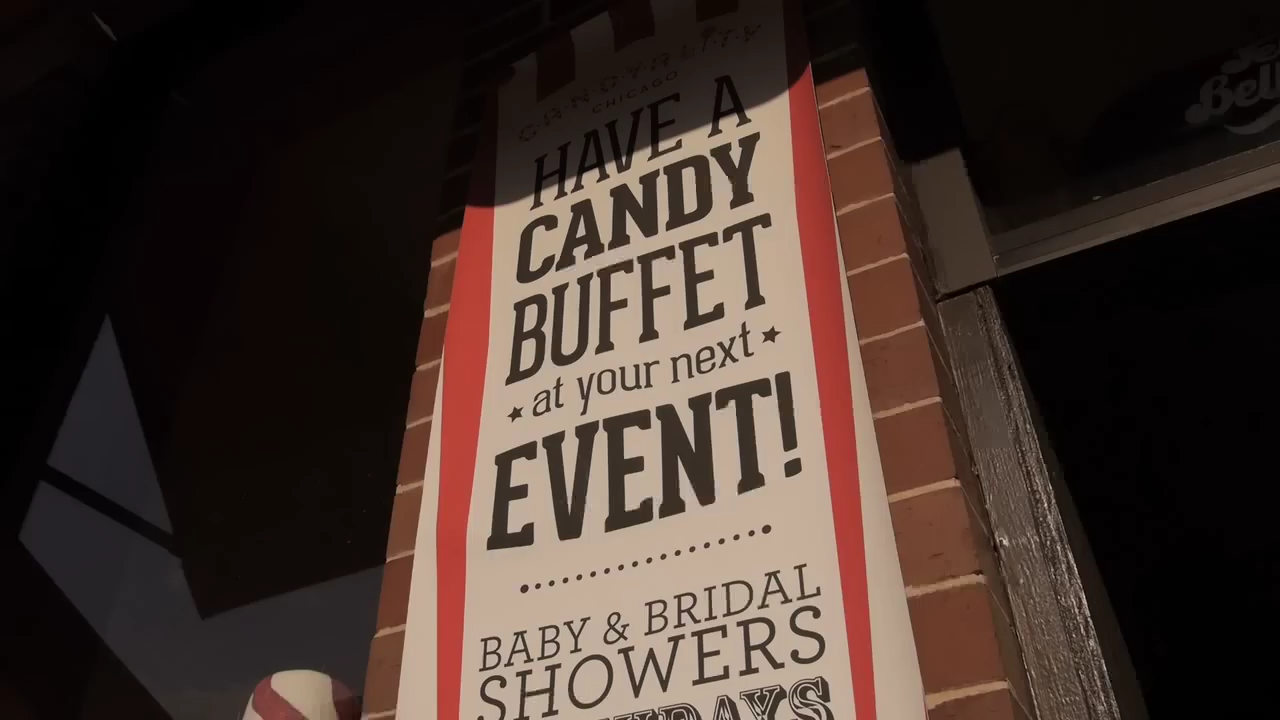 CANDYALITY
CHICAGO
HAVE A
CANDY
BUFFET
at your next
EVENT!
BABY & BRIDAL
SHOWERS